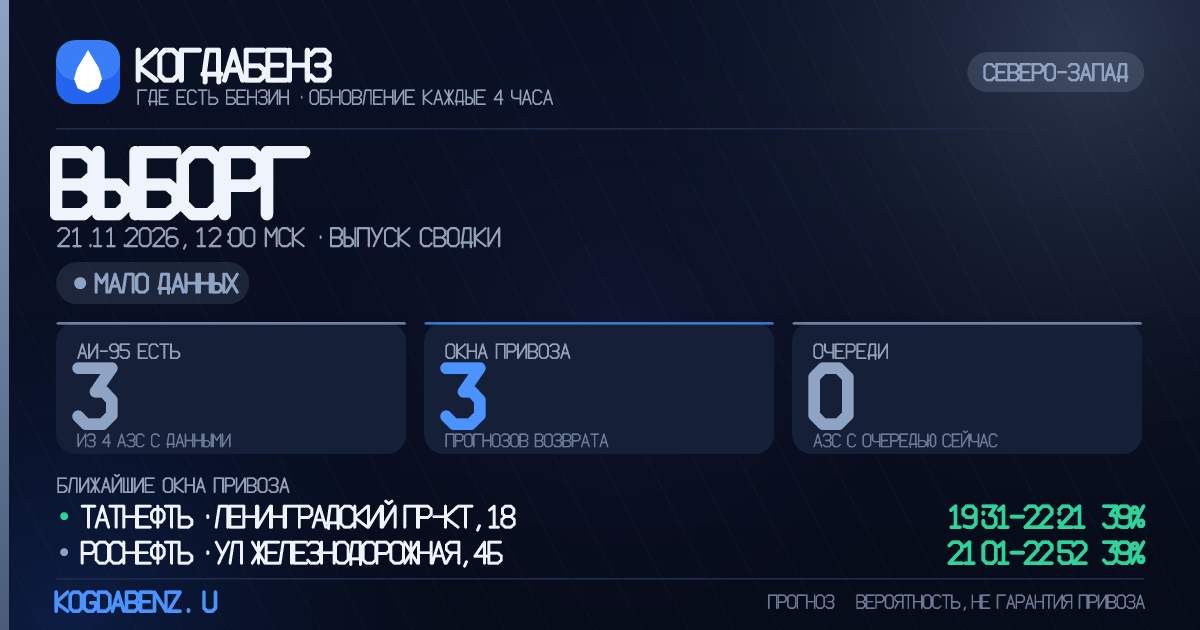 КОГДАБЕНЗ
ГДЕ ЕСТЬ БЕНЗИН · ОБНОВЛЕНИЕ КАЖДЫЕ 4 ЧАСА
СЕВЕРО-ЗАПАД
ВЫБОРГ
21.11.2026, 12:00 МСК · ВЫПУСК СВОДКИ
МАЛО ДАННЫХ
АИ-95 ЕСТЬ
3
ИЗ 4 АЗС С ДАННЫМИ
ОКНА ПРИВОЗА
3
ПРОГНОЗОВ ВОЗВРАТА
ОЧЕРЕДИ
0
АЗС С ОЧЕРЕДЬЮ СЕЙЧАС
БЛИЖАЙШИЕ ОКНА ПРИВОЗА
• ТАТНЕФТЬ · ЛЕНИНГРАДСКИЙ ПР-КТ, 18 19:31-22:21 39%
• РОСНЕФТЬ · УЛ ЖЕЛЕЗНОДОРОЖНАЯ, 4Б 21 01-22 52 39%
KOGDABENZ. U
ПРОГНОЗ ВЕРОЯТНОСТЬ, НЕ ГАРАНТИЯ ПРИВОЗА